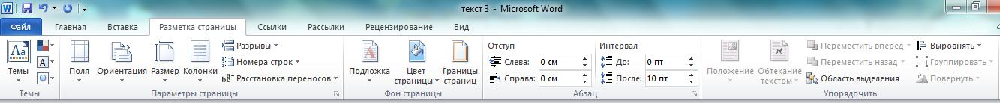 текст 3 - Microsoft Word
Файл Главная Вставка Разметка страницы Ссылки Рассылки Рецензирование Вид
Aa
Темы
A
Темы
Поля
Ориентация
Размер
Колонки
Разрывы
Номера строк
Расстановка переносов
Параметры страницы
Подложка
Цвет
страницы
Границы
страниц
Фон страницы
Отступ
Слева: 0 см
Справа: 0 см
Интервал
До: 0 пт
После: 10 пт
Абзац
Положение
Обтекание
текстом
Переместить вперед
Переместить назад
Область выделения
Выровнять
Группировать
Повернуть
Упорядочить